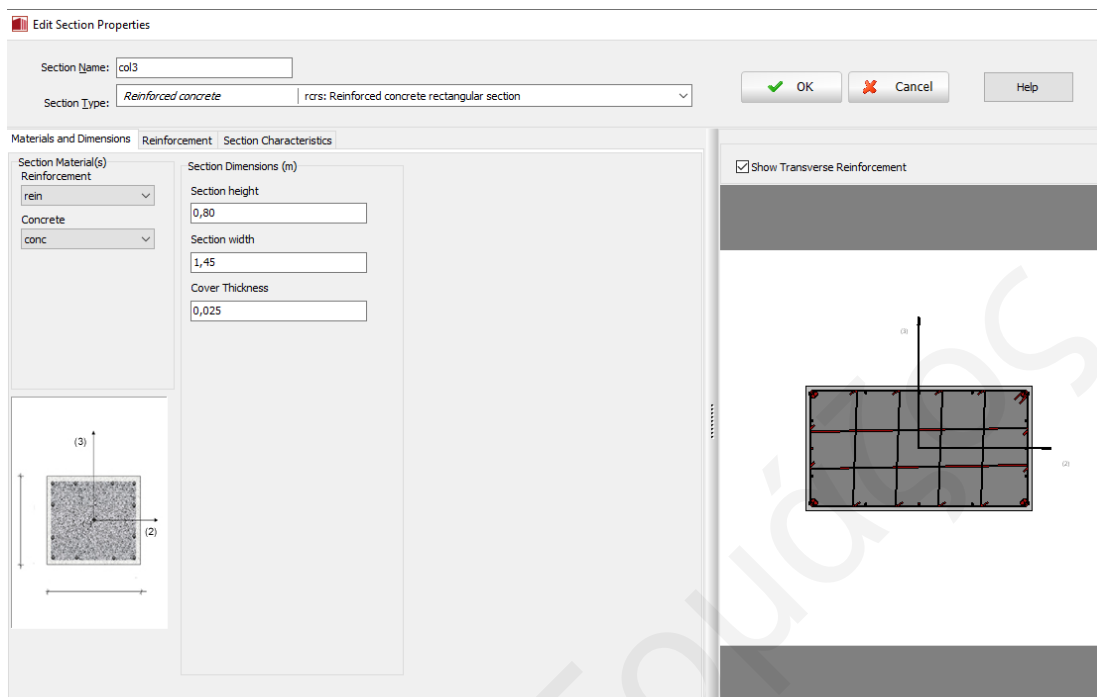 Edit Section Properties
Section Name: col3
Section Type: Reinforced concrete rcrs: Reinforced concrete rectangular section
OK Cancel Help
Materials and Dimensions Reinforcement Section Characteristics
Section Material(s)
Reinforcement
rein
Concrete
conc
Section Dimensions (m)
Section height
0,80
Section width
1,45
Cover Thickness
0,025
Show Transverse Reinforcement
(3)
(2)
(3)
(2)